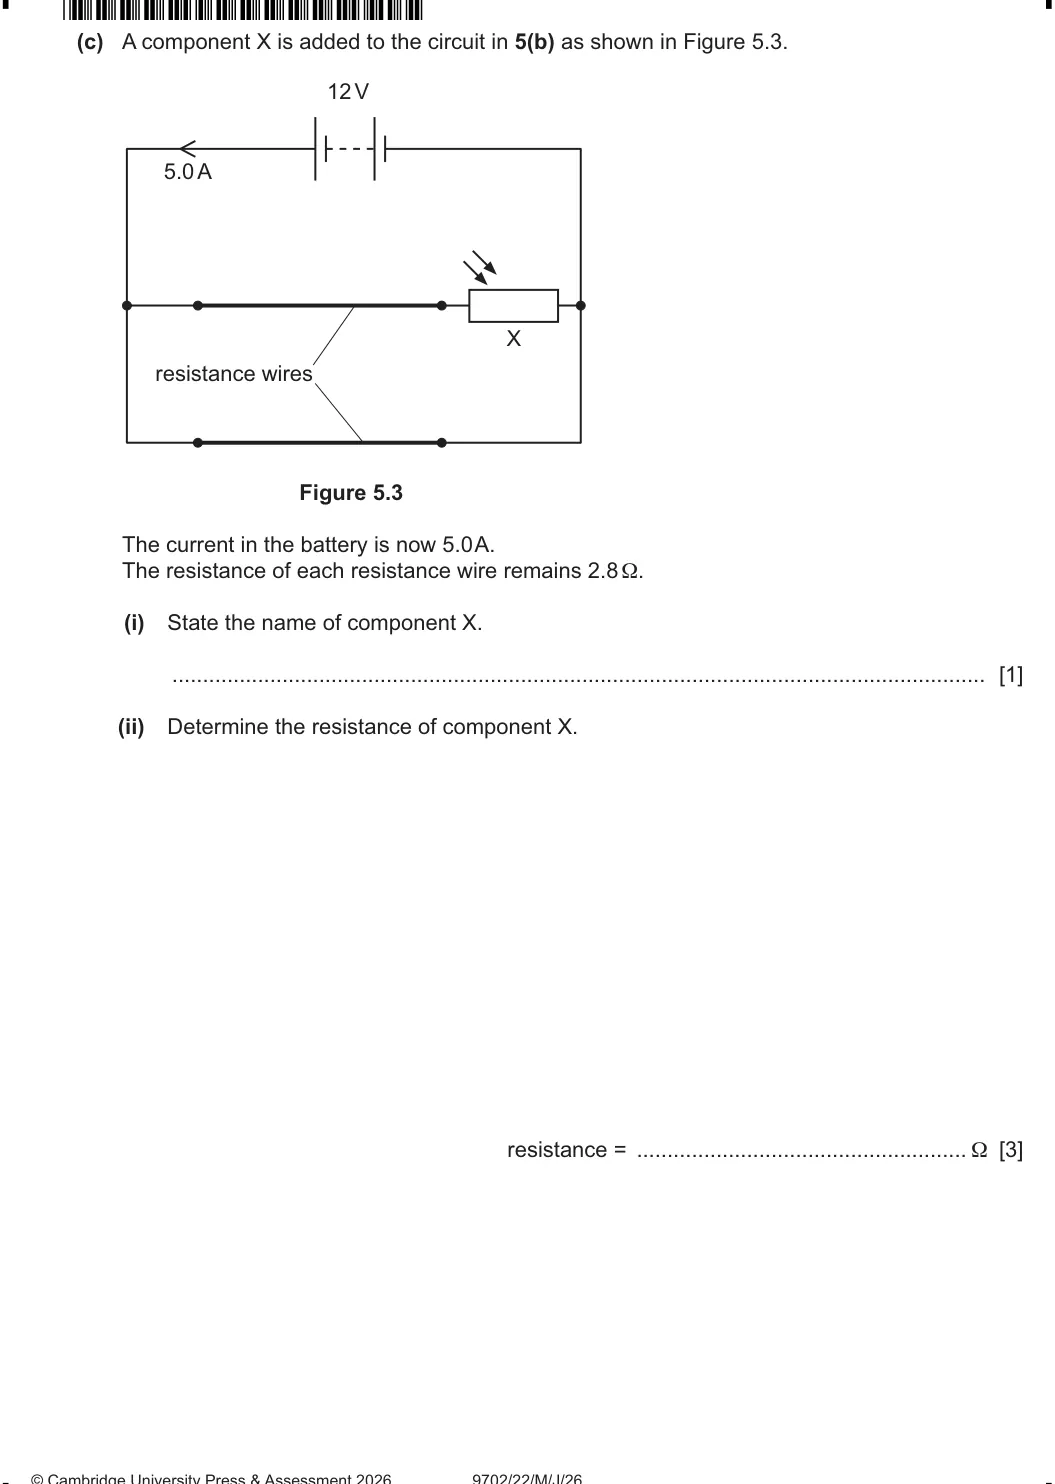 (c) A component X is added to the circuit in 5(b) as shown in Figure 5.3.
12 V
5.0 A
X
resistance wires
Figure 5.3
The current in the battery is now 5.0 A.
The resistance of each resistance wire remains 2.8 Ω.
(i) State the name of component X.
.......................................................................................................................................... [1]
(ii) Determine the resistance of component X.
resistance = ...................................................... Ω [3]
© Cambridge University Press & Assessment 2026
9702/22/M/J/26